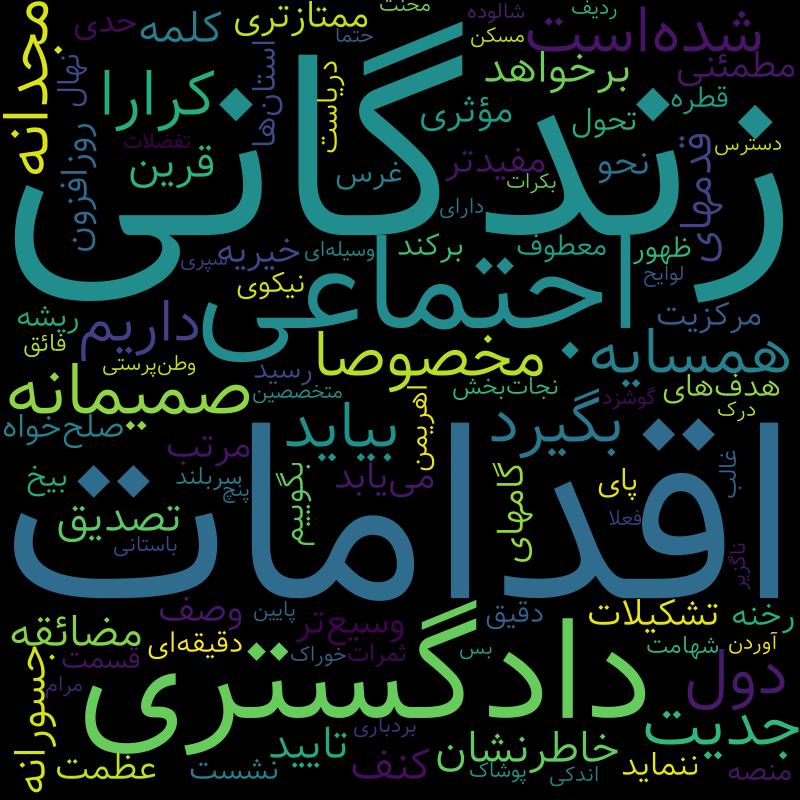 محنت
شالوده
ردیف
مجدانه
حدی
کلمه
ممتازتری
حتما
مسکن
شده‌است
نهال
استان‌ها
دریاست
برخواهد
مطمئنی
کرارا
مؤثری
تحول
قطره
زندگانی
تفضلات
قرین
غرس
مفیدتر
بکرات
نحو
قدمهای
دسترس
روزافزون
دارای
سپری
خیریه
وسیله‌ای
برکند
معطوف
ظهور
لوایح
نیکوی
اجتماعی
ریشه
داریم
مرکزیت
فائق
وطن‌پرستی
رسید
مخصوصا
همسایه
صمیمانه
متخصصین
اهریمن
نجات‌بخش
گوشزد
هدف‌های
درک
صلح‌خواه
مرتب
بیاید
بگیرد
بیخ
سربلند
پنچ
بگوییم
می‌یابد
گامهای
پای
غالب
تصدیق
باستانی
فعلا
اقدامات
ناگزیر
مضائقه
وصف
پایین
وسیع‌تر
دقیق
تشکیلات
رخنه
دقیقه‌ای
خوراک
ثمرات
بس
شهامت
آوردن
قسمت
مرام
جسورانه
دادگستری
دول
بردباری
جدیت
تایید
خاطرنشان
عظمت
نشست
کنف
پوشاک
اندکی
ننماید
منصه